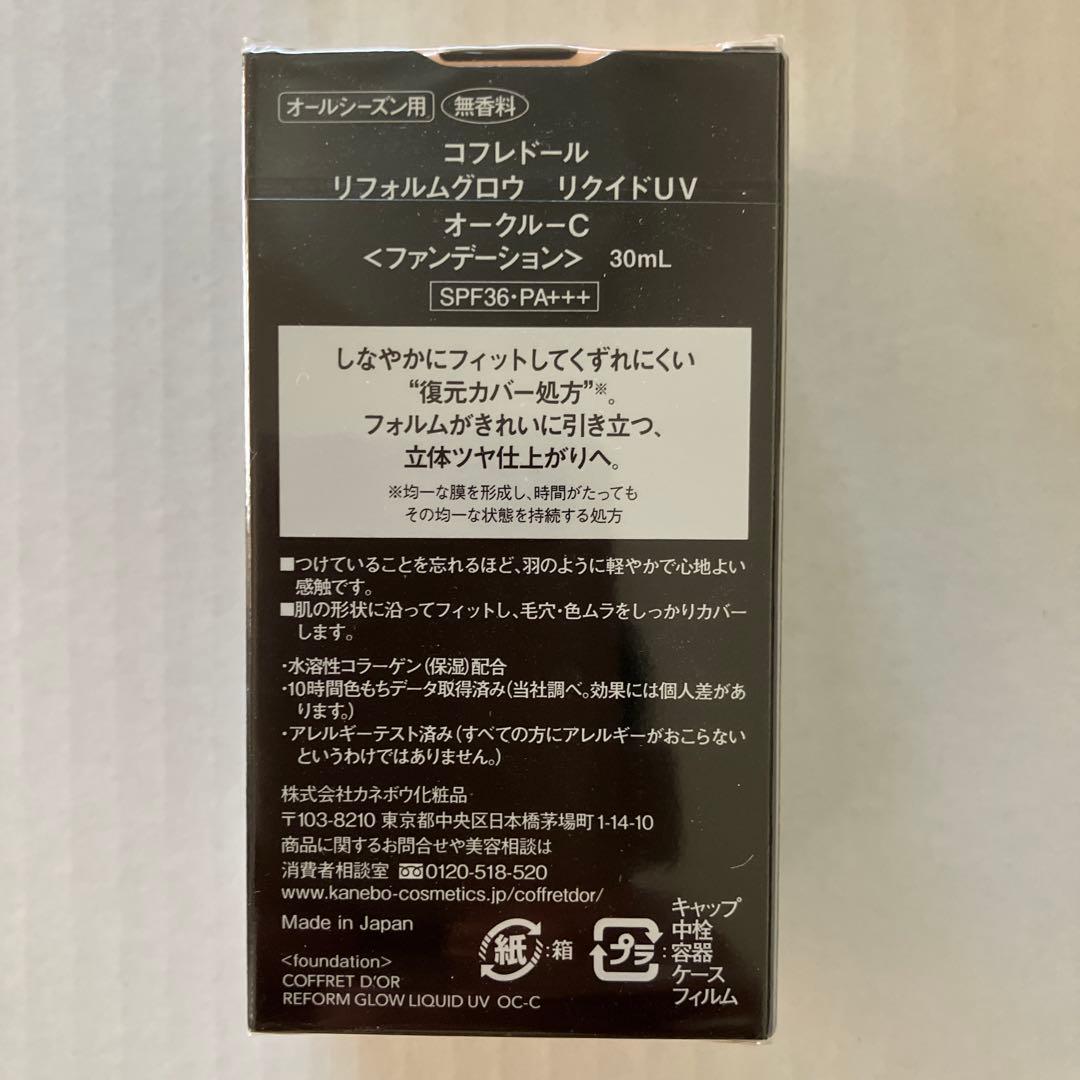 オールシーズン用 無香料
コフレドール
リフォルムグロウ リクイドUV
オークルーC
<ファンデーション> 30mL
SPF36・PA+++
しなやかにフィットしてくずれにくい
“復元カバー処方”※。
フォルムがきれいに引き立つ、
立体ツヤ仕上がりへ。
※均一な膜を形成し、時間がたっても
その均一な状態を持続する処方
■つけていることを忘れるほど、羽のように軽やかで心地よい
感触です。
■肌の形状に沿ってフィットし、毛穴・色ムラをしっかりカバー
します。
・水溶性コラーゲン(保湿)配合
・10時間色もちデータ取得済み(当社調べ。効果には個人差があ
ります。)
・アレルギーテスト済み(すべての方にアレルギーがおこらない
というわけではありません。)
株式会社カネボウ化粧品
〒103-8210 東京都中央区日本橋茅場町1-14-10
商品に関するお問合せや美容相談は
消費者相談室 0120-518-520
www.kanebo-cosmetics.jp/coffretdor/
Made in Japan
<foundation>
COFFRET D'OR
REFORM GLOW LIQUID UV OC-C
紙:箱
プラ:
キャップ
中栓
容器
ケース
フィルム